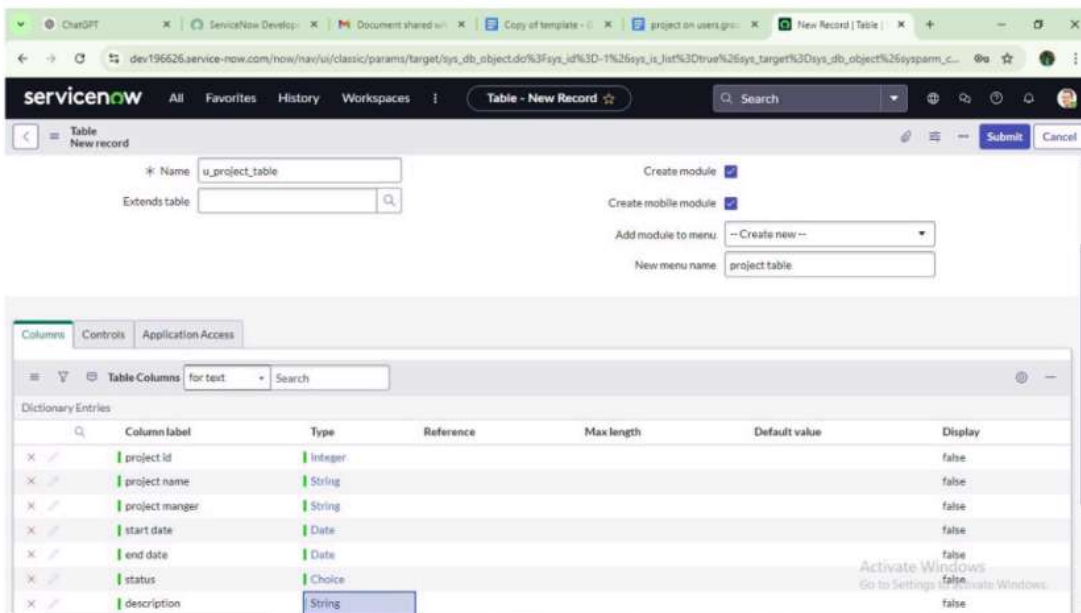 ChatGPT
ServiceNow Develop
Document shared wi
Copy of template - G
project on users,gro
New Record | Table |
dev196626.service-now.com/now/nav/ui/classic/params/target/sys_db_object.do%3Fsys_id%3D-1%26sys_is_list%3Dtrue%26sys_target%3Dsys_db_object%26sysparm_c...
servicenow All Favorites History Workspaces Table - New Record Search
Table
New record
Submit Cancel
* Name u_project_table Create module
Extends table Create mobile module
Add module to menu -- Create new --
New menu name project table
Columns Controls Application Access
Table Columns for text Search
Dictionary Entries
Column label Type Reference Max length Default value Display
project id Integer false
project name String false
project manger String false
start date Date false
end date Date false
status Choice false
description String false
Activate Windows
Go to Settings to activate Windows.